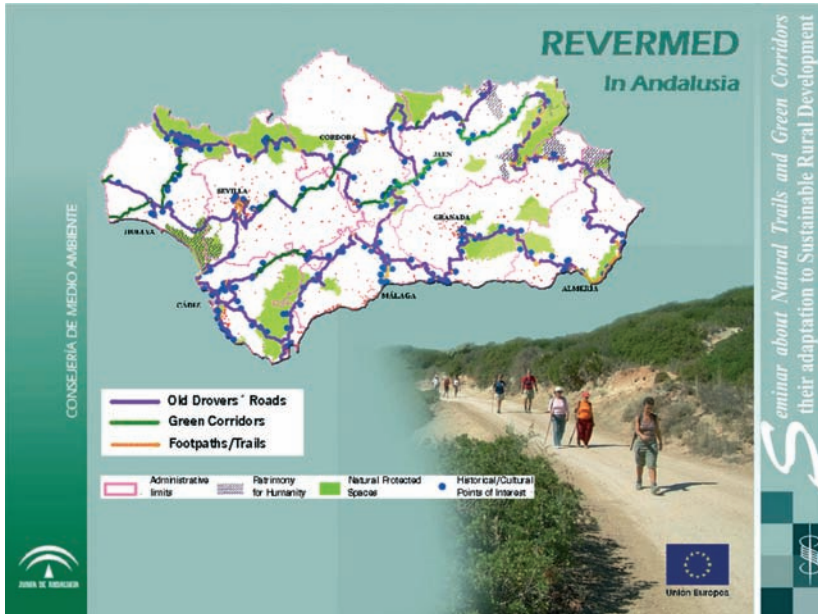 REVERMED
In Andalusia
CORDOBA
JAEN
SEVILLA
HUELVA
GRANADA
CÁDIZ
MÁLAGA
ALMERIA
Old Drovers´ Roads
Green Corridors
Footpaths/Trails
Administrative
limits
Patrimony
for Humanity
Natural Protected
Spaces
Historical/Cultural
Points of Interest
CONSEJERÍA DE MEDIO AMBIENTE
JUNTA DE ANDALUCIA
Unión Europea
Seminar about Natural Trails and Green Corridors
their adaptation to Sustainable Rural Development